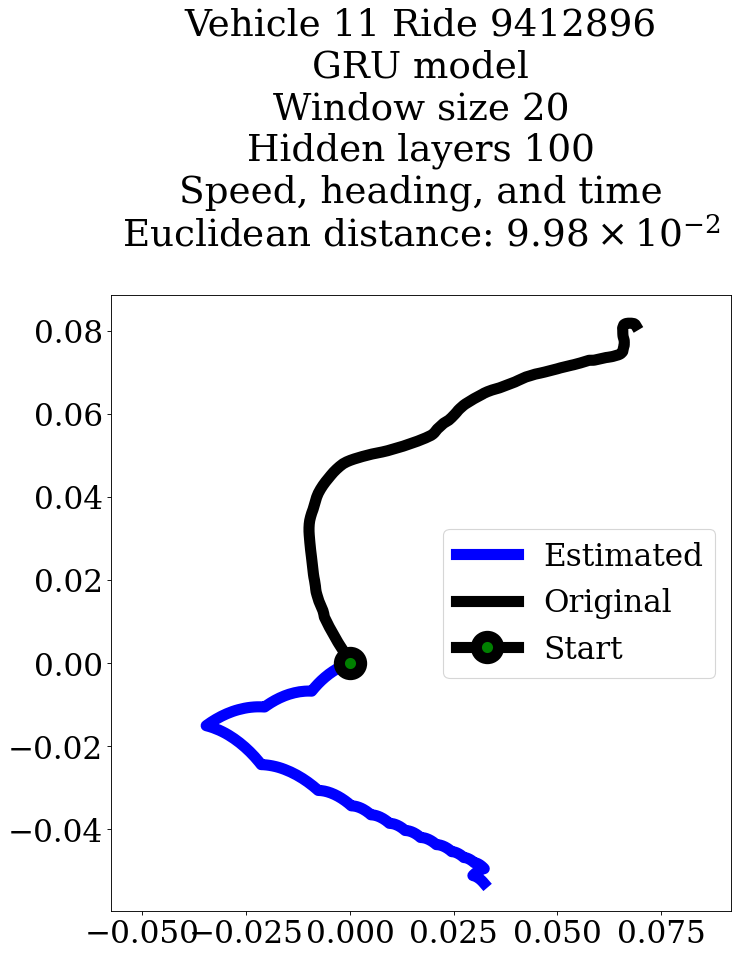 Vehicle 11 Ride 9412896
GRU model
Window size 20
Hidden layers 100
Speed, heading, and time
Euclidean distance: 9.98 × 10⁻²
0.08
0.06
0.04
0.02
0.00
−0.02
−0.04
Estimated
Original
Start
−0.050 −0.025 0.000 0.025 0.050 0.075